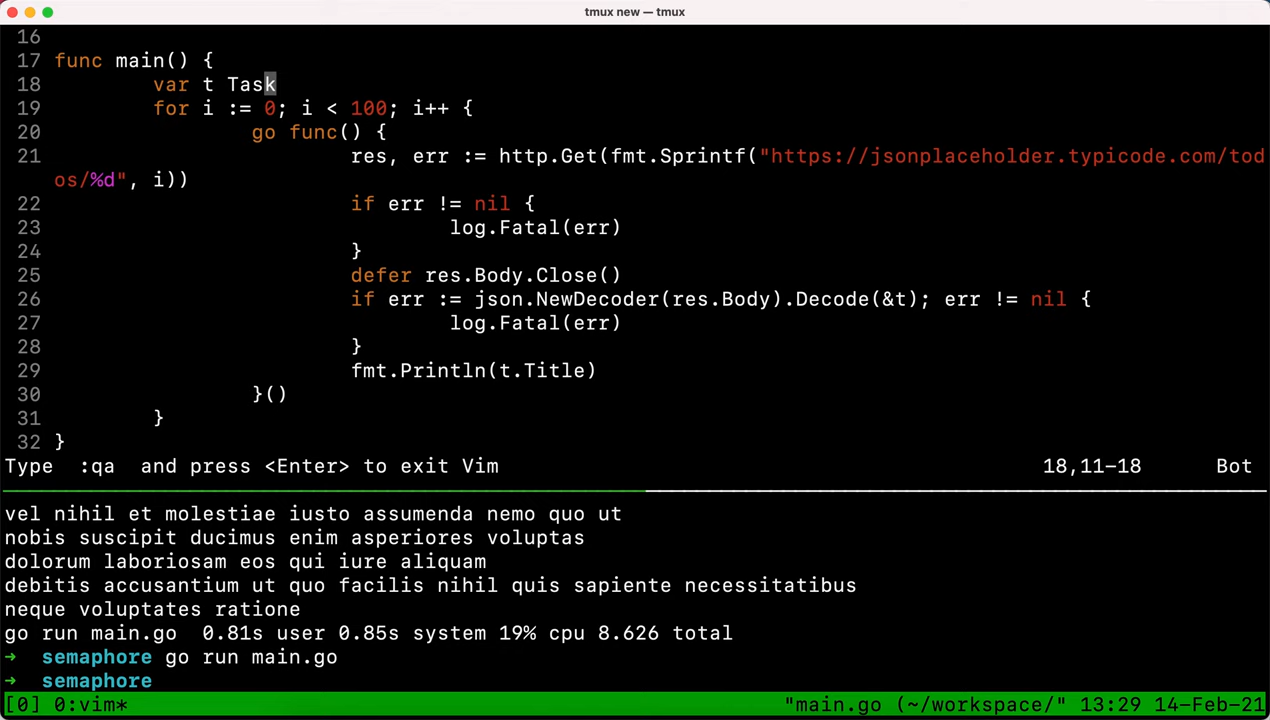 tmux new — tmux
16
17 func main() {
18 var t Task
19 for i := 0; i < 100; i++ {
20 go func() {
21 res, err := http.Get(fmt.Sprintf("https://jsonplaceholder.typicode.com/tod
os/%d", i))
22 if err != nil {
23 log.Fatal(err)
24 }
25 defer res.Body.Close()
26 if err := json.NewDecoder(res.Body).Decode(&t); err != nil {
27 log.Fatal(err)
28 }
29 fmt.Println(t.Title)
30 }()
31 }
32 }
Type  :qa  and press <Enter> to exit Vim 18,11-18 Bot
vel nihil et molestiae iusto assumenda nemo quo ut
nobis suscipit ducimus enim asperiores voluptas
dolorum laboriosam eos qui iure aliquam
debitis accusantium ut quo facilis nihil quis sapiente necessitatibus
neque voluptates ratione
go run main.go  0.81s user 0.85s system 19% cpu 8.626 total
→ semaphore go run main.go
→ semaphore
[0] 0:vim* "main.go (~/workspace/" 13:29 14-Feb-21